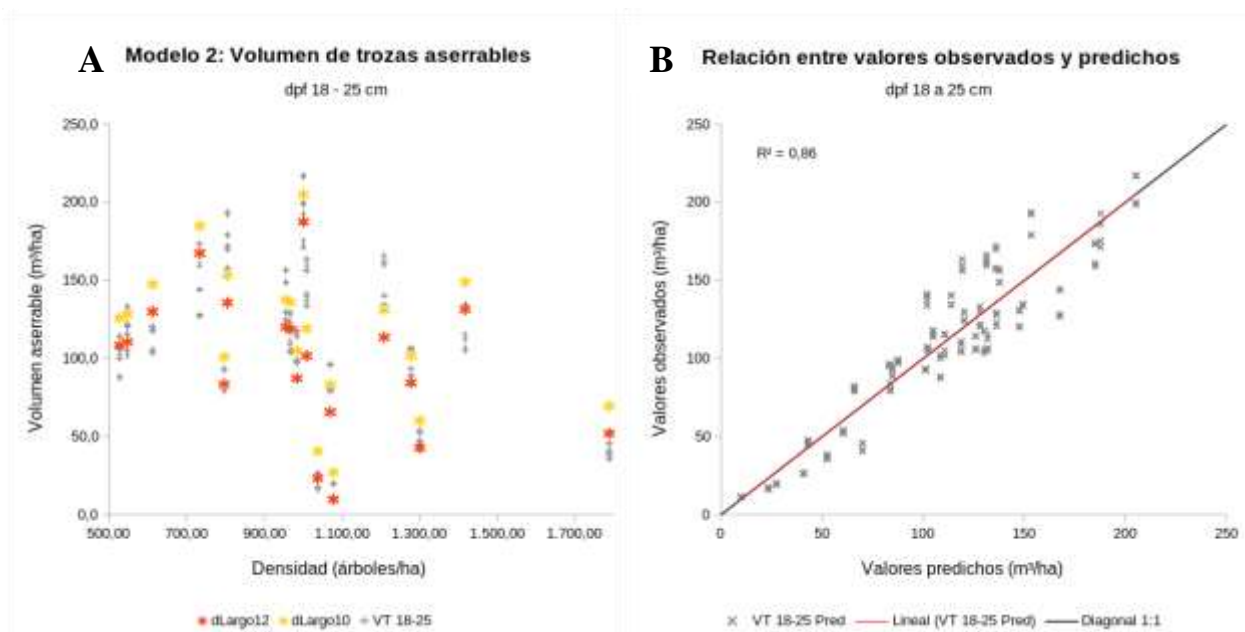 A Modelo 2: Volumen de trozas aserrables
dpf 18 - 25 cm
Volumen aserrable (m³/ha)
250,0
200,0
150,0
100,0
50,0
0,0
500,00 700,00 900,00 1.100,00 1.300,00 1.500,00 1.700,00
Densidad (árboles/ha)
dLargo12 dLargo10 VT 18-25
B Relación entre valores observados y predichos
dpf 18 a 25 cm
R² = 0,86
Valores observados (m³/ha)
250
200
150
100
50
0
0 50 100 150 200 250
Valores predichos (m³/ha)
VT 18-25 Pred Lineal (VT 18-25 Pred) Diagonal 1:1